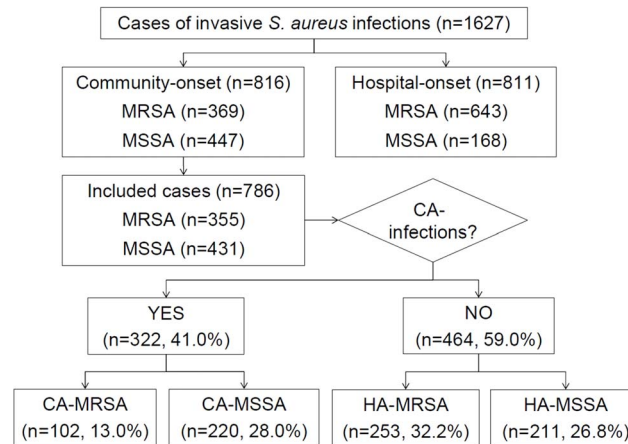 Cases of invasive S. aureus infections (n=1627)
Community-onset (n=816)
MRSA (n=369)
MSSA (n=447)
Hospital-onset (n=811)
MRSA (n=643)
MSSA (n=168)
Included cases (n=786)
MRSA (n=355)
MSSA (n=431)
CA-
infections?
YES
(n=322, 41.0%)
NO
(n=464, 59.0%)
CA-MRSA
(n=102, 13.0%)
CA-MSSA
(n=220, 28.0%)
HA-MRSA
(n=253, 32.2%)
HA-MSSA
(n=211, 26.8%)